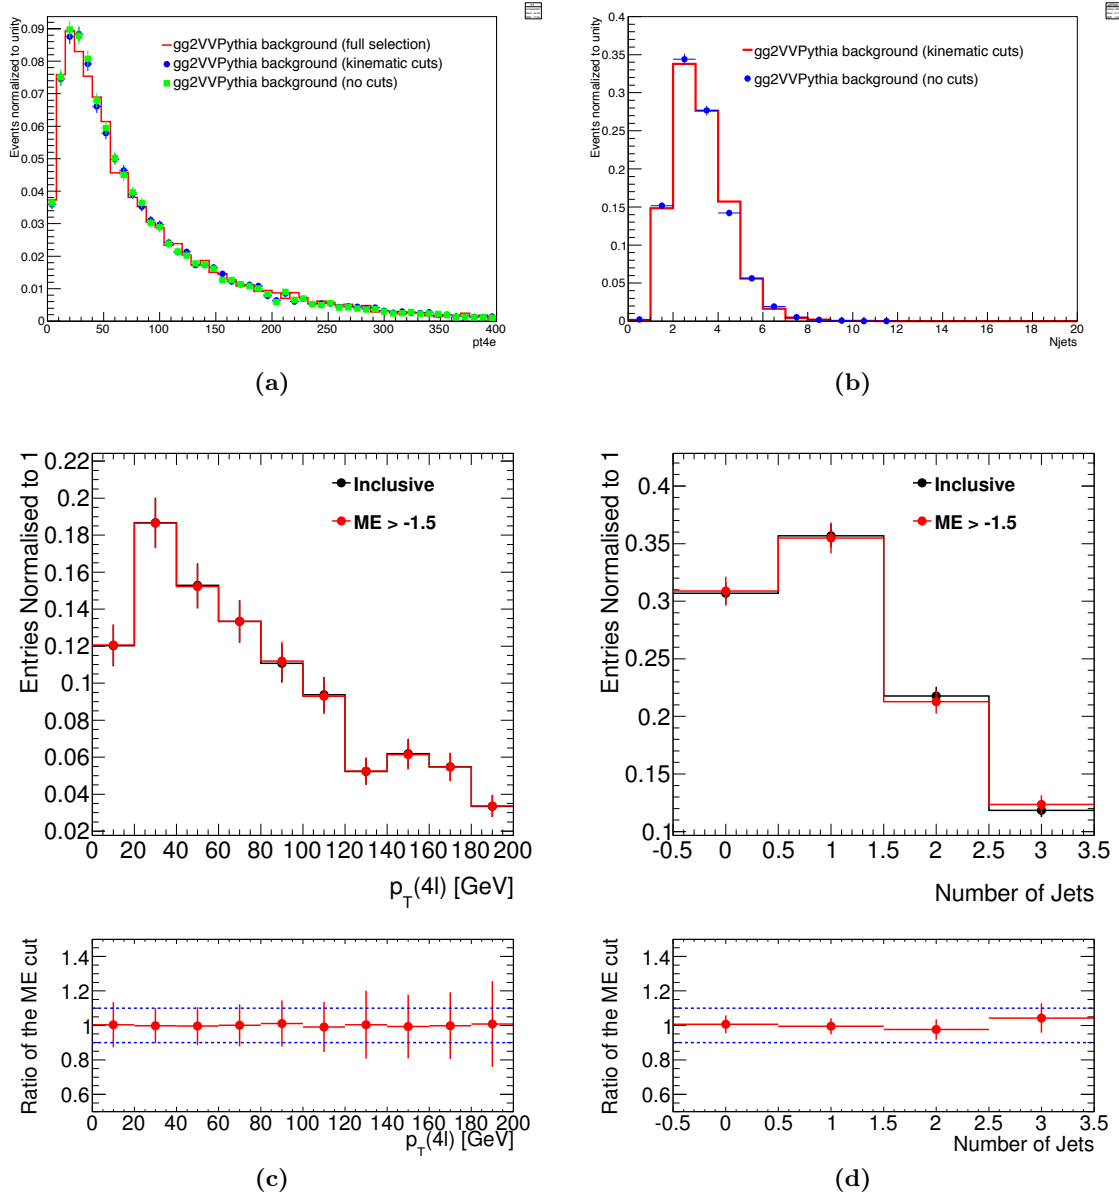 Events normalized to unity
0.09
0.08
0.07
0.06
0.05
0.04
0.03
0.02
0.01
0
gg2VVPythia background (full selection)
gg2VVPythia background (kinematic cuts)
gg2VVPythia background (no cuts)
0 50 100 150 200 250 300 350 400
pt4e
(a)
Events normalized to unity
0.4
0.35
0.3
0.25
0.2
0.15
0.1
0.05
0
gg2VVPythia background (kinematic cuts)
gg2VVPythia background (no cuts)
0 2 4 6 8 10 12 14 16 18 20
Njets
(b)
Entries Normalised to 1
0.22
0.2
0.18
0.16
0.14
0.12
0.1
0.08
0.06
0.04
0.02
Inclusive
ME > -1.5
0 20 40 60 80 100 120 140 160 180 200
p_T(4l) [GeV]
Ratio of the ME cut
1.4
1.2
1
0.8
0.6
0 20 40 60 80 100 120 140 160 180 200
p_T(4l) [GeV]
(c)
Entries Normalised to 1
0.4
0.35
0.3
0.25
0.2
0.15
0.1
Inclusive
ME > -1.5
-0.5 0 0.5 1 1.5 2 2.5 3 3.5
Number of Jets
Ratio of the ME cut
1.4
1.2
1
0.8
0.6
-0.5 0 0.5 1 1.5 2 2.5 3 3.5
Number of Jets
(d)